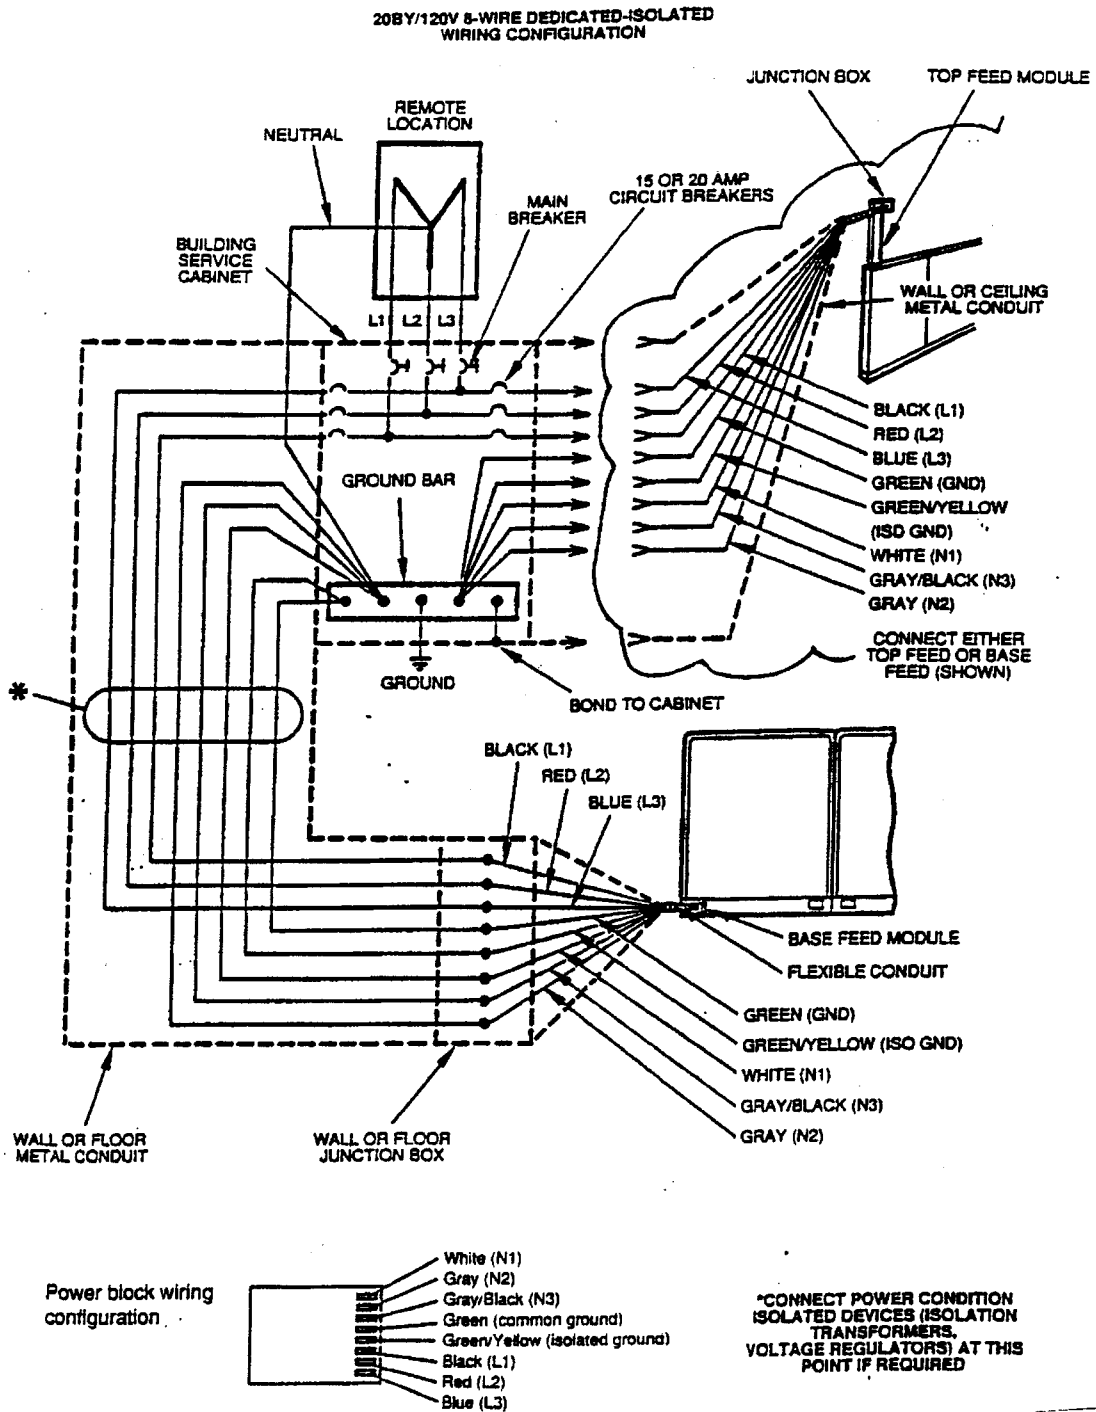 20BY/120V 8-WIRE DEDICATED-ISOLATED
WIRING CONFIGURATION
JUNCTION BOX
TOP FEED MODULE
REMOTE
LOCATION
NEUTRAL
15 OR 20 AMP
CIRCUIT BREAKERS
MAIN
BREAKER
BUILDING
SERVICE
CABINET
WALL OR CEILING
METAL CONDUIT
L1
L2
L3
BLACK (L1)
RED (L2)
BLUE (L3)
GREEN (GND)
GREEN/YELLOW
(ISO GND)
WHITE (N1)
GRAY/BLACK (N3)
GRAY (N2)
GROUND BAR
CONNECT EITHER
TOP FEED OR BASE
FEED (SHOWN)
GROUND
BOND TO CABINET
*
BLACK (L1)
RED (L2)
BLUE (L3)
BASE FEED MODULE
FLEXIBLE CONDUIT
GREEN (GND)
GREEN/YELLOW (ISO GND)
WHITE (N1)
GRAY/BLACK (N3)
GRAY (N2)
WALL OR FLOOR
METAL CONDUIT
WALL OR FLOOR
JUNCTION BOX
Power block wiring
configuration
White (N1)
Gray (N2)
Gray/Black (N3)
Green (common ground)
Green/Yellow (isolated ground)
Black (L1)
Red (L2)
Blue (L3)
*CONNECT POWER CONDITION
ISOLATED DEVICES (ISOLATION
TRANSFORMERS,
VOLTAGE REGULATORS) AT THIS
POINT IF REQUIRED